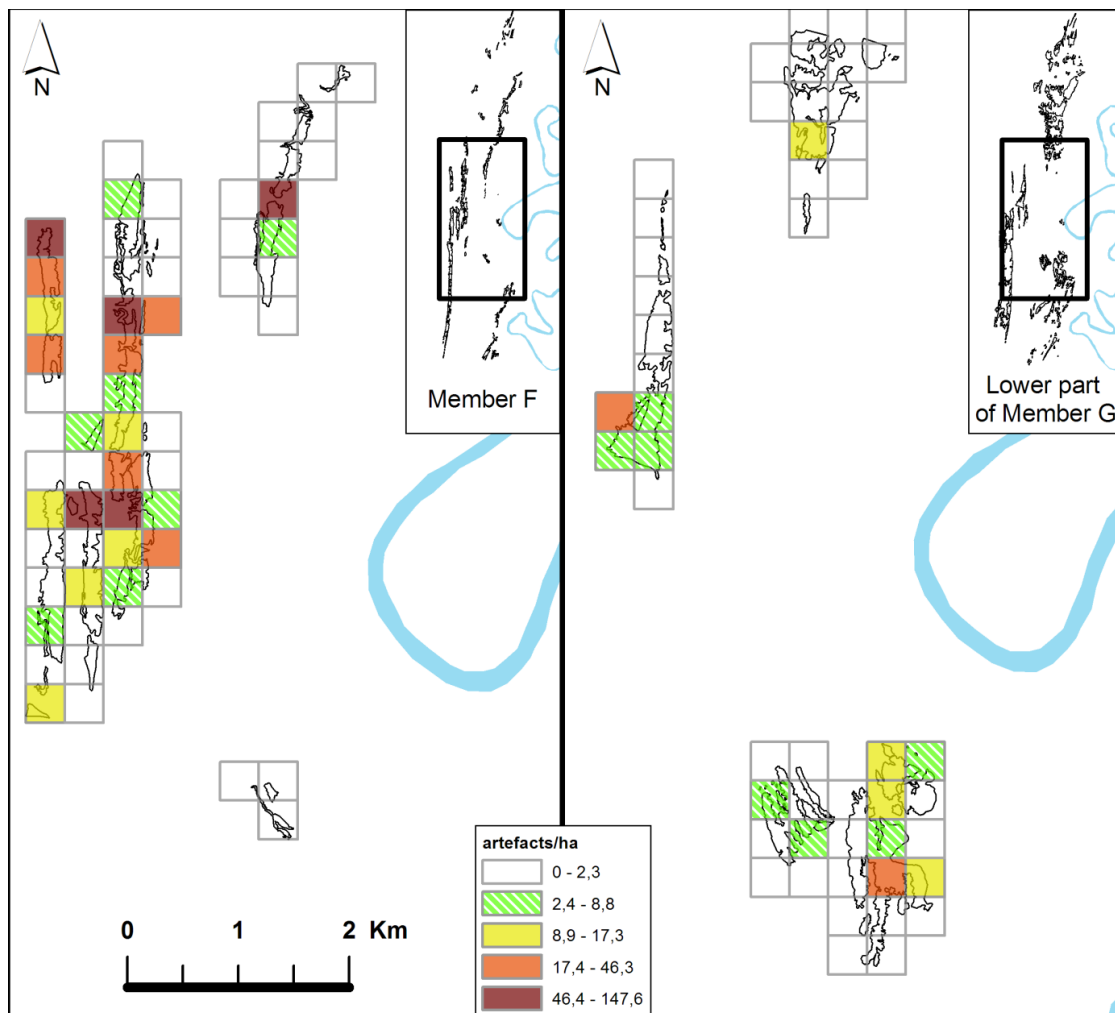 N
Member F
N
Lower part
of Member G
artefacts/ha
0 - 2,3
2,4 - 8,8
8,9 - 17,3
17,4 - 46,3
46,4 - 147,6
0 1 2 Km